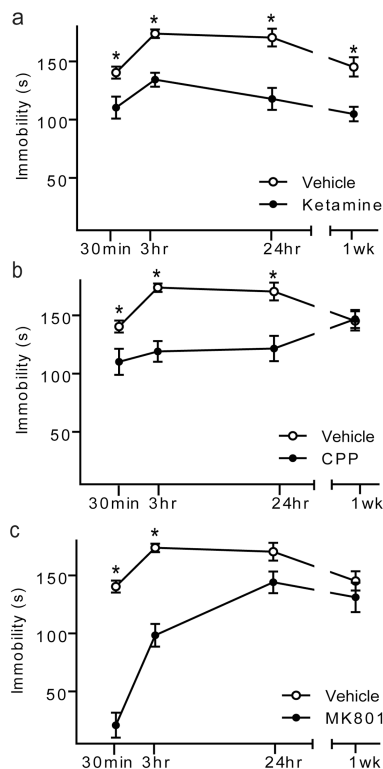 a
*
*
*
*
Immobility (s)
150
100
50
Vehicle
Ketamine
30min 3hr 24hr 1wk
b
*
*
*
Immobility (s)
150
100
50
Vehicle
CPP
30min 3hr 24hr 1wk
c
*
*
Immobility (s)
150
100
50
Vehicle
MK801
30min 3hr 24hr 1wk